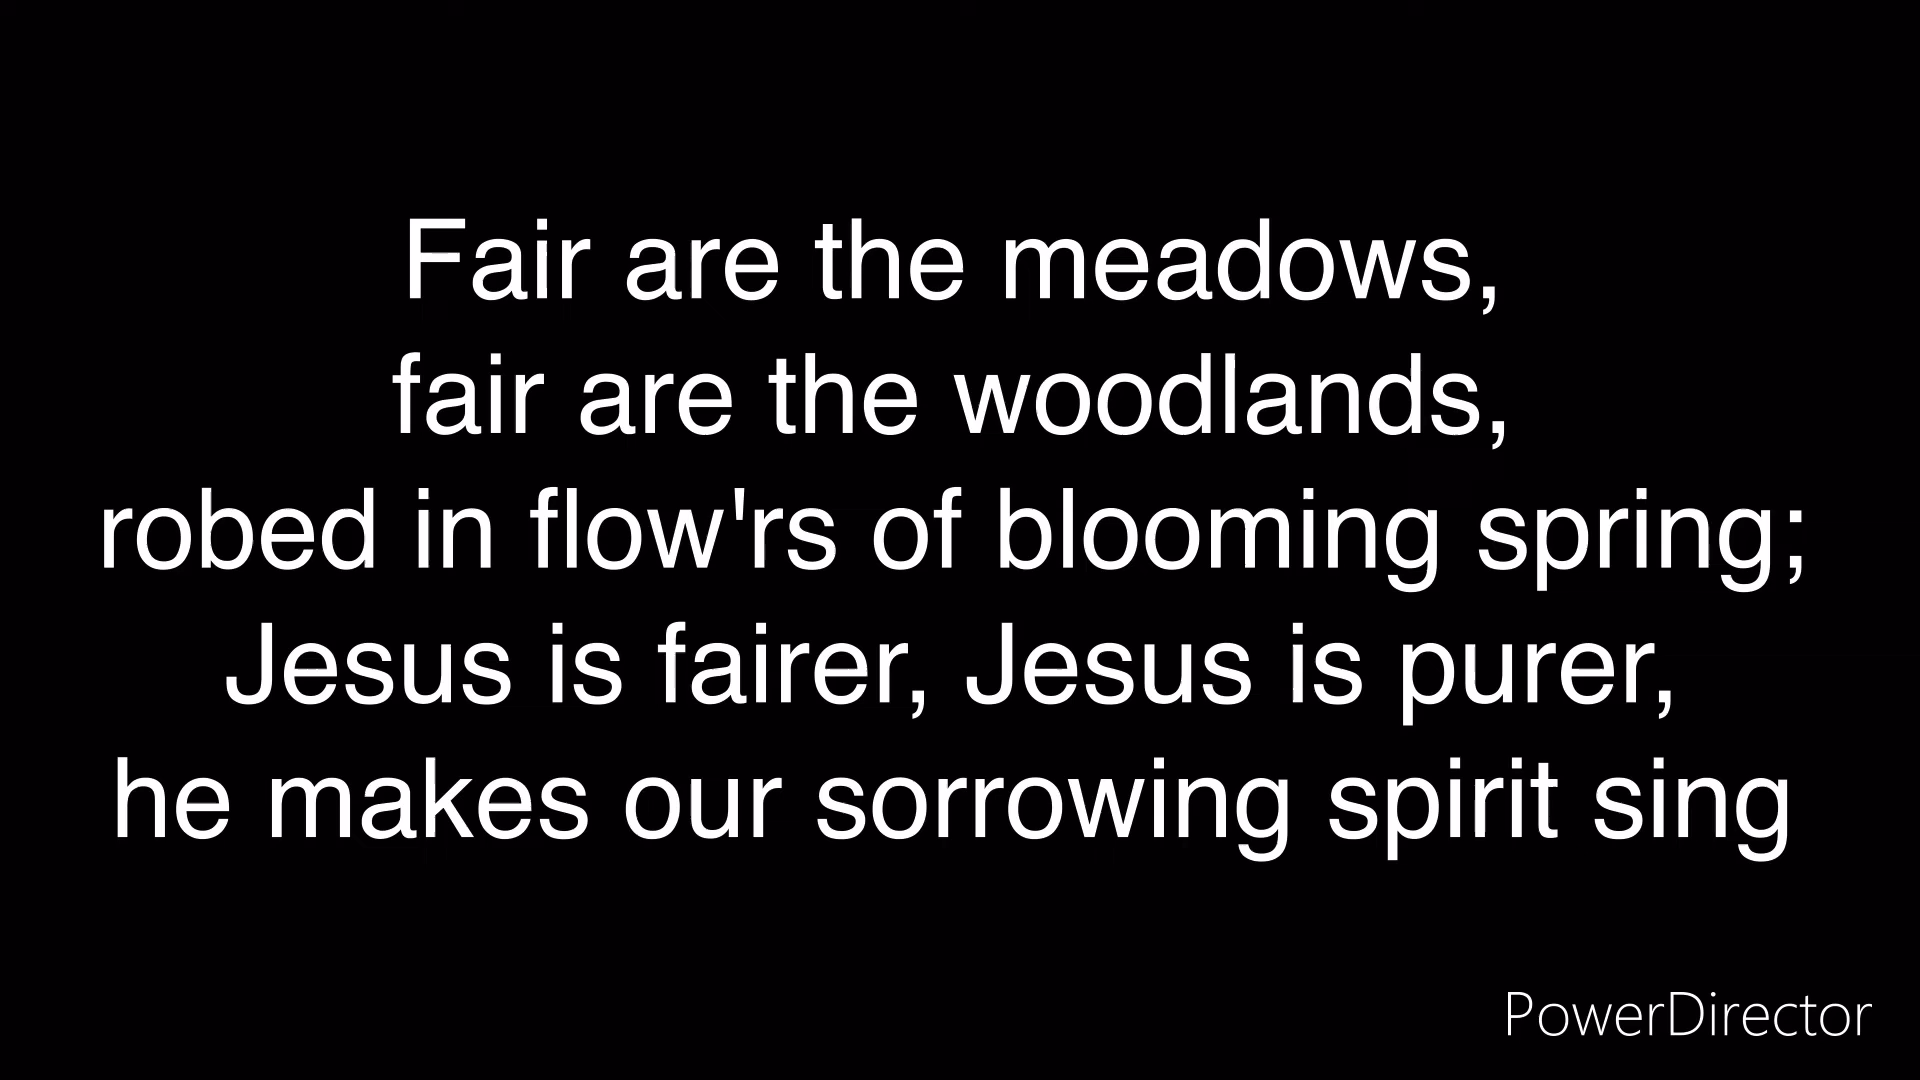 Fair are the meadows,
fair are the woodlands,
robed in flow'rs of blooming spring;
Jesus is fairer, Jesus is purer,
he makes our sorrowing spirit sing
PowerDirector